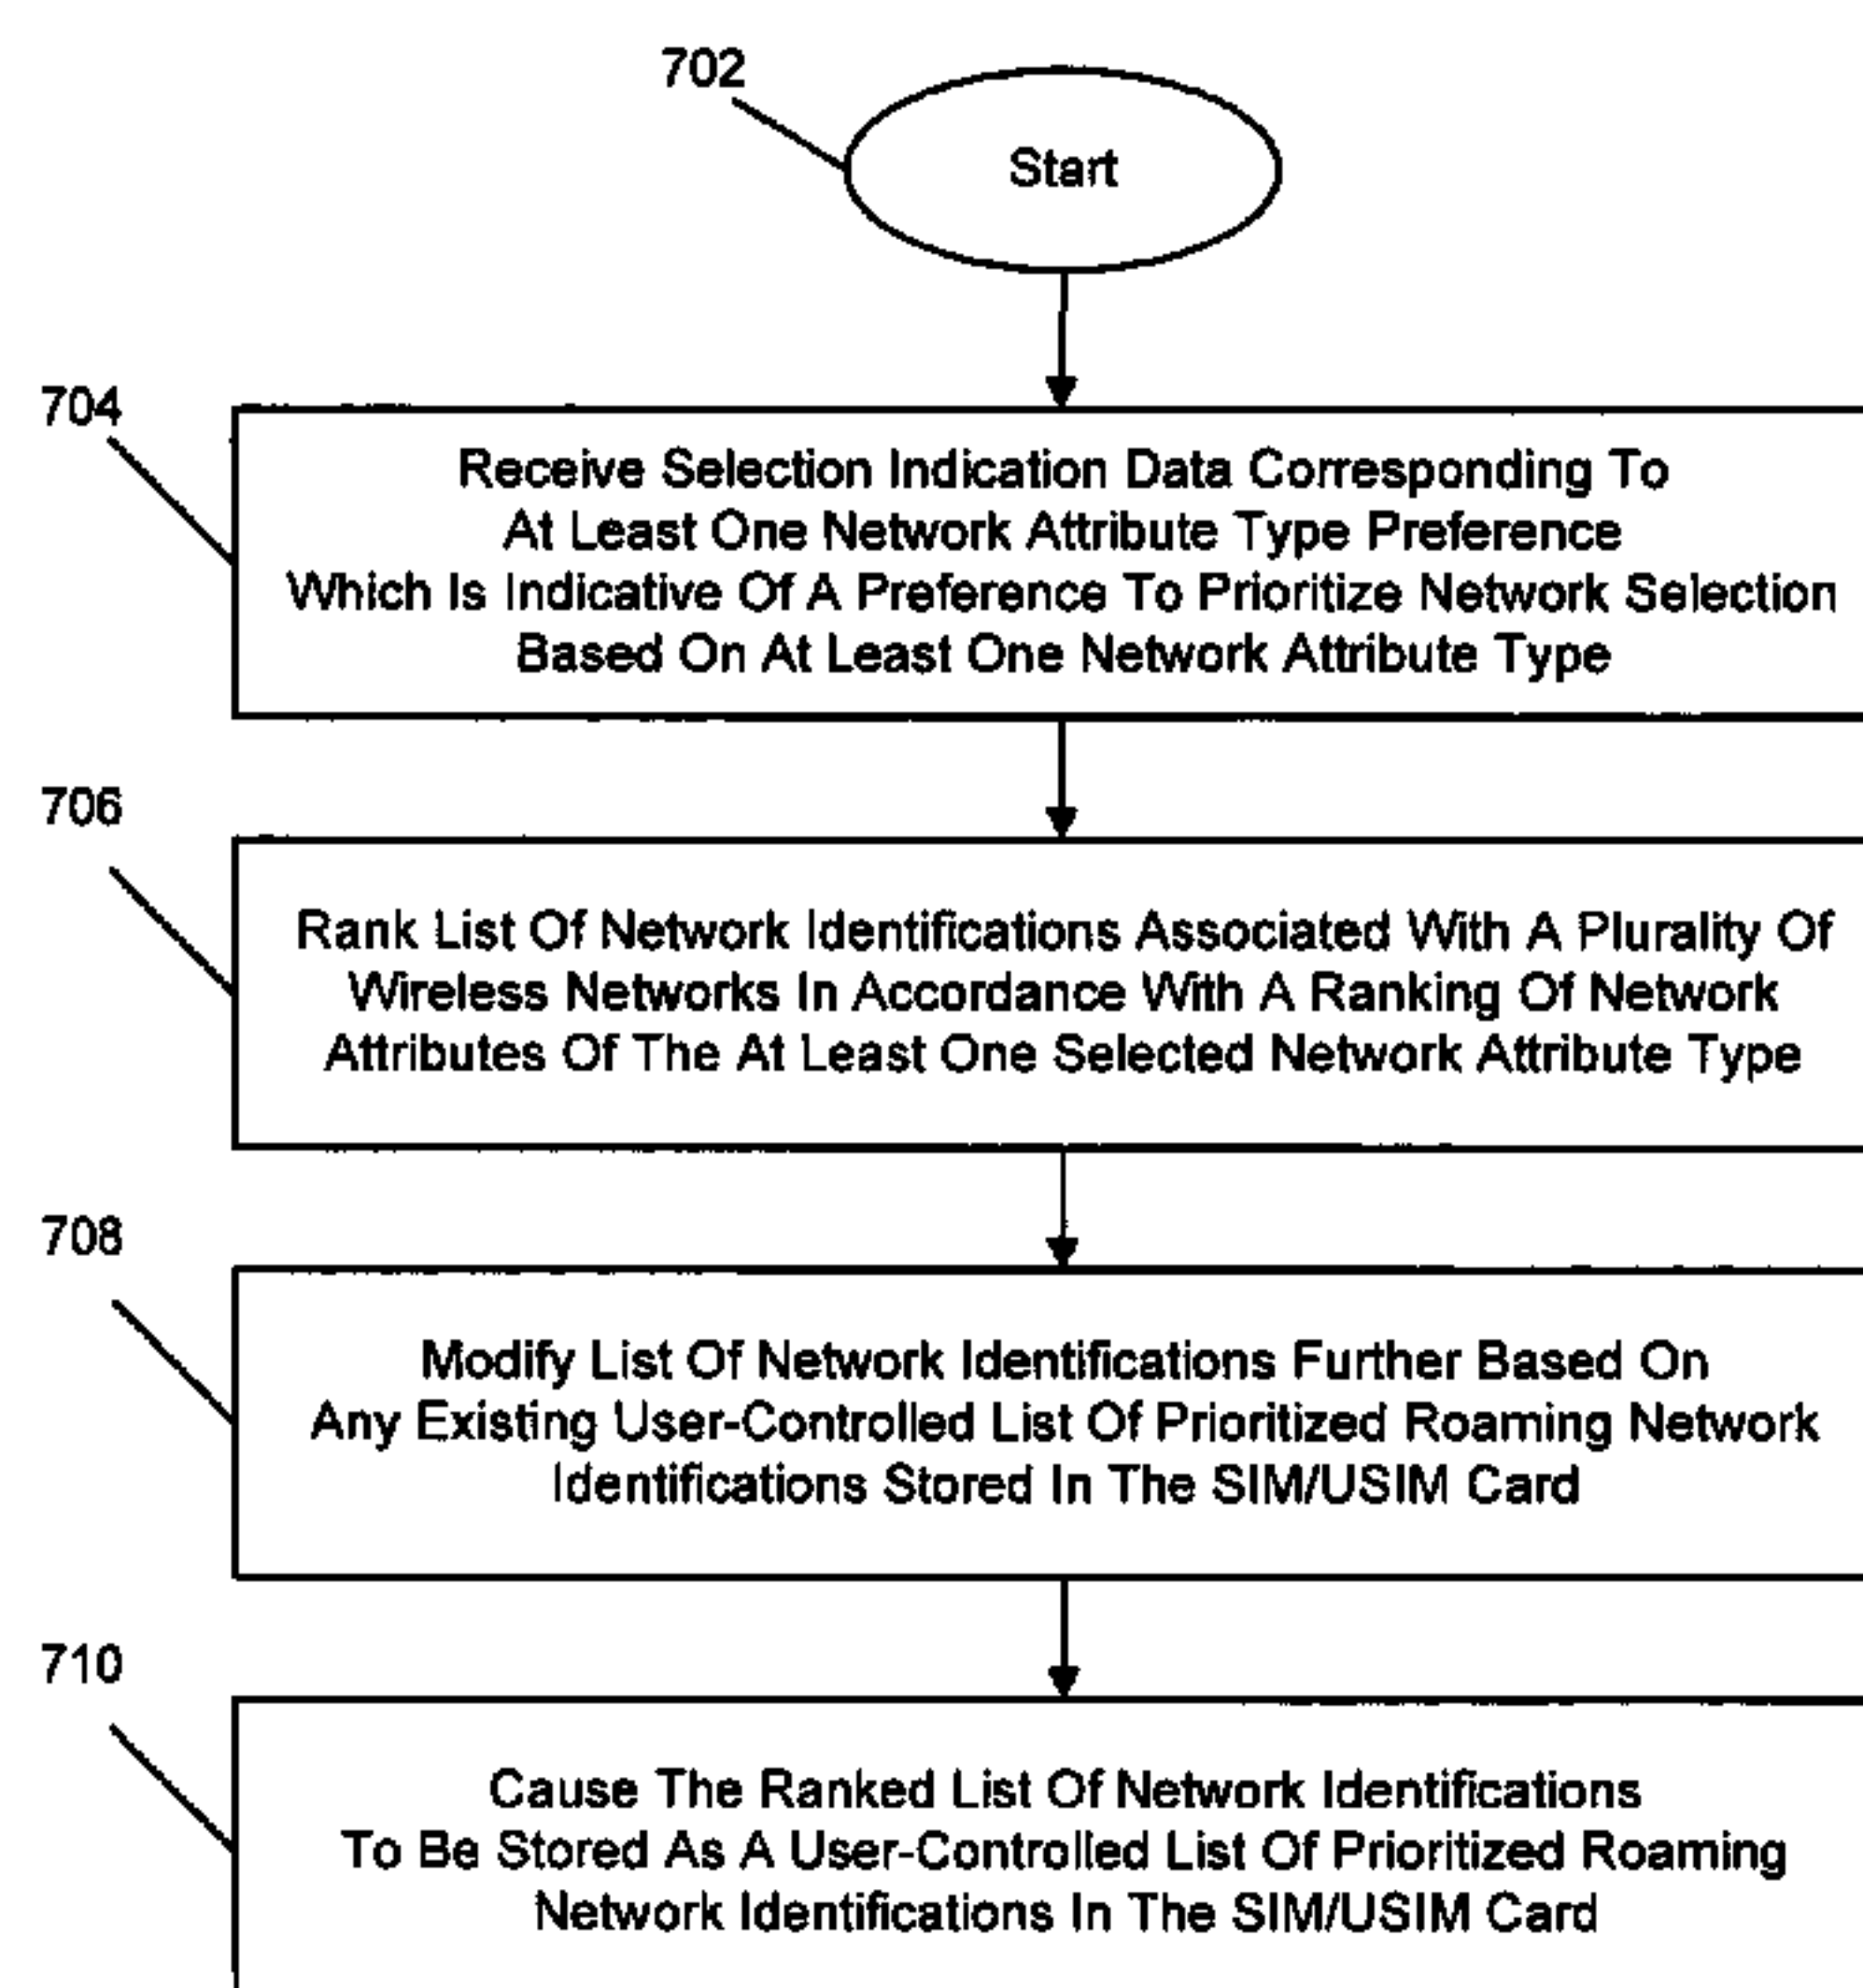 702
Start
704
Receive Selection Indication Data Corresponding To
At Least One Network Attribute Type Preference
Which Is Indicative Of A Preference To Prioritize Network Selection
Based On At Least One Network Attribute Type
706
Rank List Of Network Identifications Associated With A Plurality Of
Wireless Networks In Accordance With A Ranking Of Network
Attributes Of The At Least One Selected Network Attribute Type
708
Modify List Of Network Identifications Further Based On
Any Existing User-Controlled List Of Prioritized Roaming Network
Identifications Stored In The SIM/USIM Card
710
Cause The Ranked List Of Network Identifications
To Be Stored As A User-Controlled List Of Prioritized Roaming
Network Identifications In The SIM/USIM Card